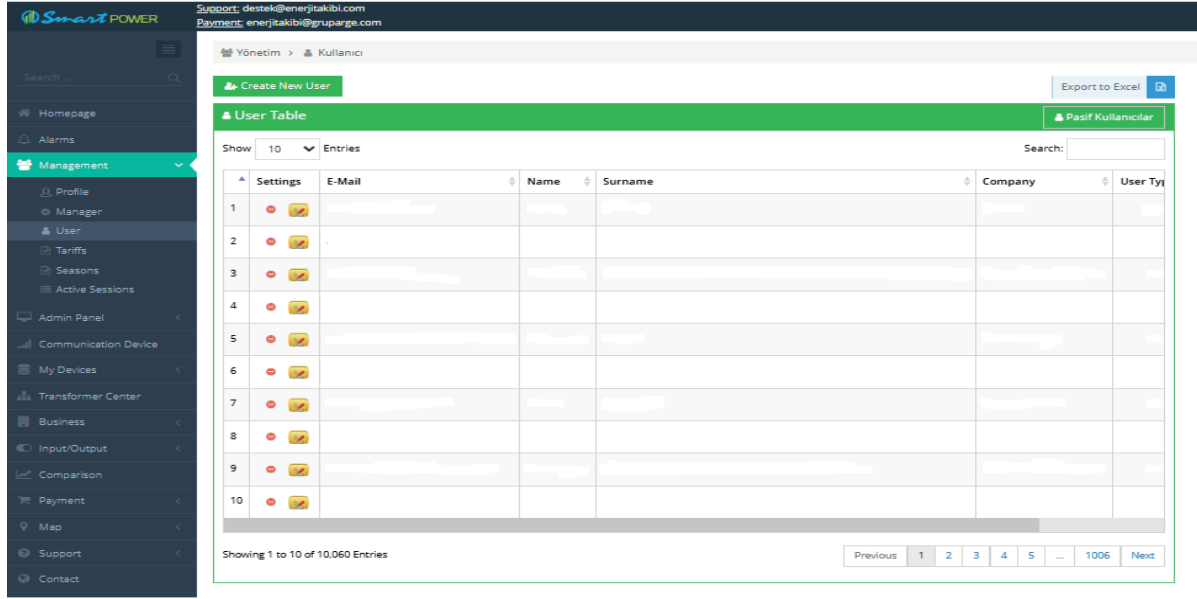 Smart POWER
Support: destek@enerjitakibi.com
Payment: enerjitakibi@gruparge.com
Search ...
Homepage
Alarms
Management
Profile
Manager
User
Tariffs
Seasons
Active Sessions
Admin Panel
Communication Device
My Devices
Transformer Center
Business
Input/Output
Comparison
Payment
Map
Support
Contact
Yönetim > Kullanıcı
Create New User
Export to Excel
User Table
Pasif Kullanıcılar
Show 10 Entries
Search:
Settings E-Mail Name Surname Company User Typ
1
2
3
4
5
6
7
8
9
10
Showing 1 to 10 of 10,060 Entries
Previous 1 2 3 4 5 ... 1006 Next